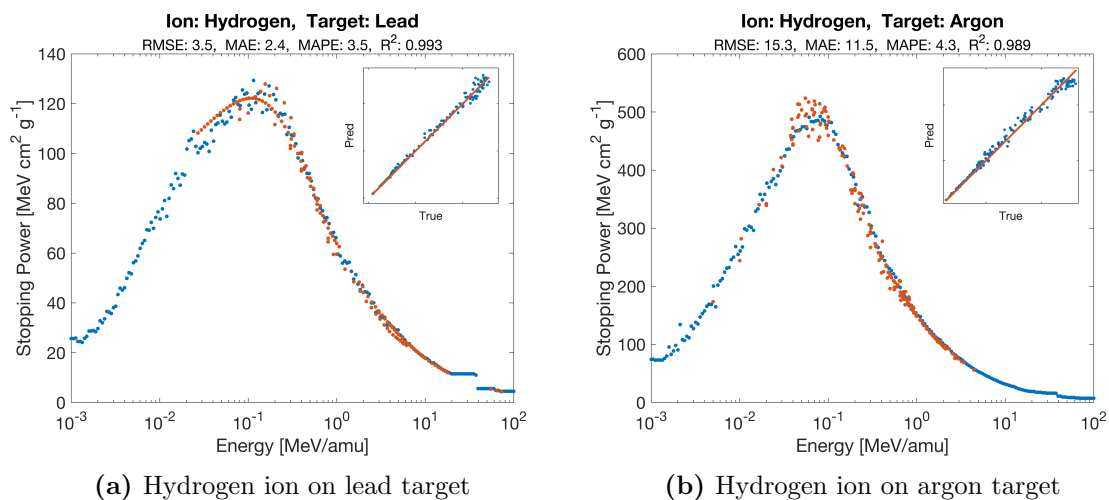 Ion: Hydrogen, Target: Lead
RMSE: 3.5, MAE: 2.4, MAPE: 3.5, R²: 0.993
140
120
100
80
60
40
20
0
Stopping Power [MeV cm² g⁻¹]
10⁻³ 10⁻² 10⁻¹ 10⁰ 10¹ 10²
Energy [MeV/amu]
Pred
True
(a) Hydrogen ion on lead target
Ion: Hydrogen, Target: Argon
RMSE: 15.3, MAE: 11.5, MAPE: 4.3, R²: 0.989
600
500
400
300
200
100
0
Stopping Power [MeV cm² g⁻¹]
10⁻³ 10⁻² 10⁻¹ 10⁰ 10¹ 10²
Energy [MeV/amu]
Pred
True
(b) Hydrogen ion on argon target